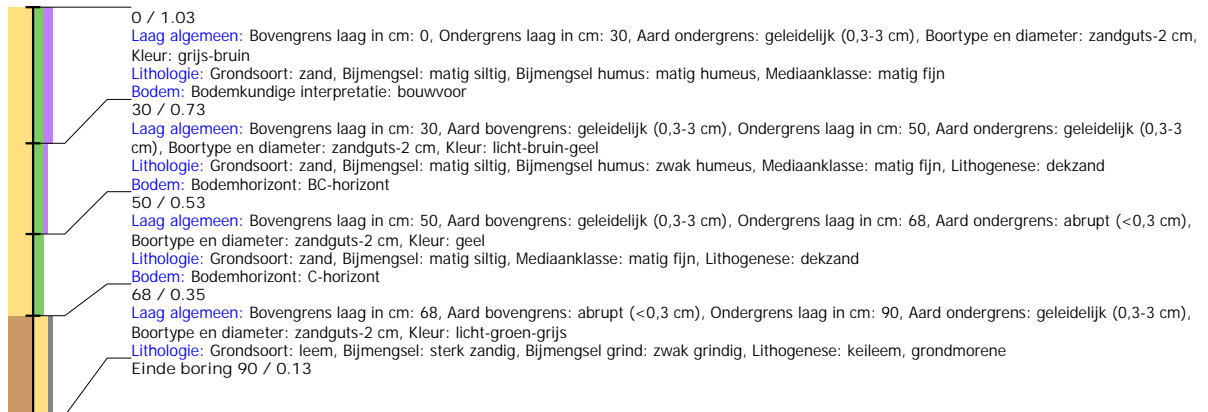 0 / 1.03
Laag algemeen: Bovengrens laag in cm: 0, Ondergrens laag in cm: 30, Aard ondergrens: geleidelijk (0,3-3 cm), Boortype en diameter: zandguts-2 cm,
Kleur: grijs-bruin
Lithologie: Grondsoort: zand, Bijmengsel: matig siltig, Bijmengsel humus: matig humeus, Mediaanklasse: matig fijn
Bodem: Bodemkundige interpretatie: bouwvoor
30 / 0.73
Laag algemeen: Bovengrens laag in cm: 30, Aard bovengrens: geleidelijk (0,3-3 cm), Ondergrens laag in cm: 50, Aard ondergrens: geleidelijk (0,3-3
cm), Boortype en diameter: zandguts-2 cm, Kleur: licht-bruin-geel
Lithologie: Grondsoort: zand, Bijmengsel: matig siltig, Bijmengsel humus: zwak humeus, Mediaanklasse: matig fijn, Lithogenese: dekzand
Bodem: Bodemhorizont: BC-horizont
50 / 0.53
Laag algemeen: Bovengrens laag in cm: 50, Aard bovengrens: geleidelijk (0,3-3 cm), Ondergrens laag in cm: 68, Aard ondergrens: abrupt (<0,3 cm),
Boortype en diameter: zandguts-2 cm, Kleur: geel
Lithologie: Grondsoort: zand, Bijmengsel: matig siltig, Mediaanklasse: matig fijn, Lithogenese: dekzand
Bodem: Bodemhorizont: C-horizont
68 / 0.35
Laag algemeen: Bovengrens laag in cm: 68, Aard bovengrens: abrupt (<0,3 cm), Ondergrens laag in cm: 90, Aard ondergrens: geleidelijk (0,3-3 cm),
Boortype en diameter: zandguts-2 cm, Kleur: licht-groen-grijs
Lithologie: Grondsoort: leem, Bijmengsel: sterk zandig, Bijmengsel grind: zwak grindig, Lithogenese: keileem, grondmorene
Einde boring 90 / 0.13